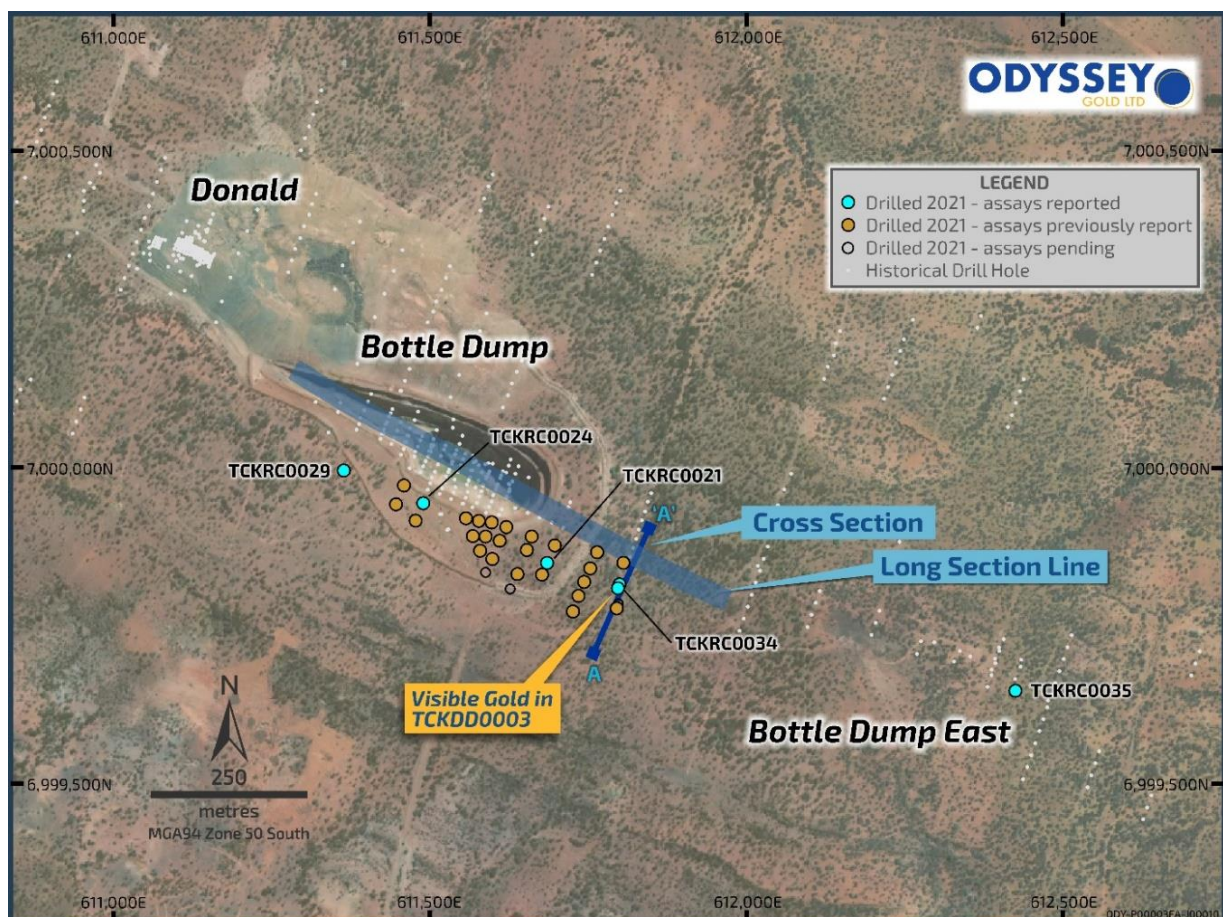 611,000E
611,500E
612,000E
612,500E
ODYSSEY
GOLD LTD
7,000,500N
7,000,500N
Donald
LEGEND
Drilled 2021 - assays reported
Drilled 2021 - assays previously report
Drilled 2021 - assays pending
Historical Drill Hole
Bottle Dump
TCKRC0024
TCKRC0029
7,000,000N
7,000,000N
TCKRC0021
'A'
Cross Section
Long Section Line
TCKRC0034
A
Visible Gold in
TCKDD0003
TCKRC0035
Bottle Dump East
N
250
metres
MGA94 Zone 50 South
6,999,500N
6,999,500N
611,000E
611,500E
612,000E
612,500E